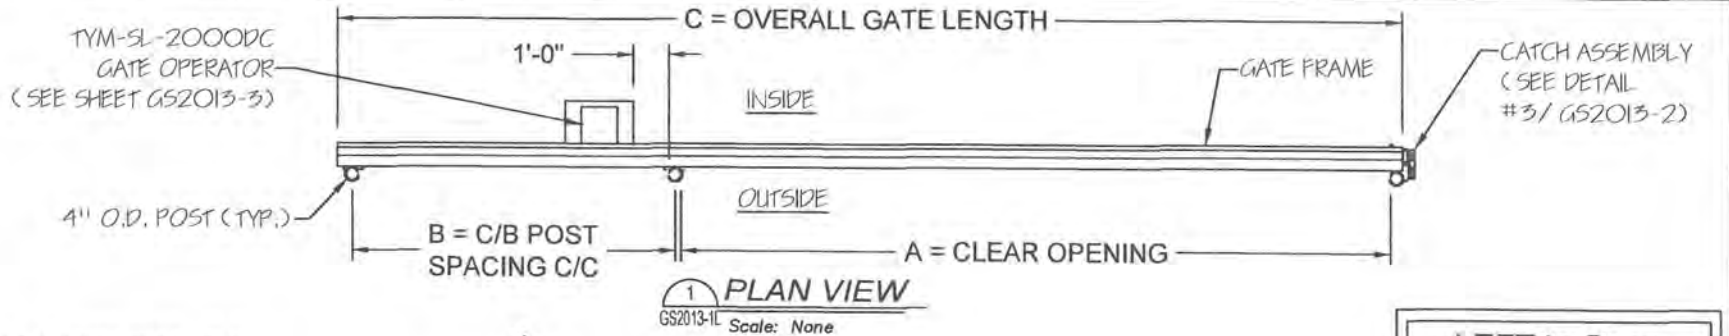 C = OVERALL GATE LENGTH
TYM-SL-2000DC
GATE OPERATOR
(SEE SHEET GS2013-3)
1'-0"
INSIDE
GATE FRAME
CATCH ASSEMBLY
(SEE DETAIL
#3/ GS2013-2)
4" O.D. POST (TYP.)
OUTSIDE
B = C/B POST
SPACING C/C
A = CLEAR OPENING
1
GS2013-1L
PLAN VIEW
Scale: None